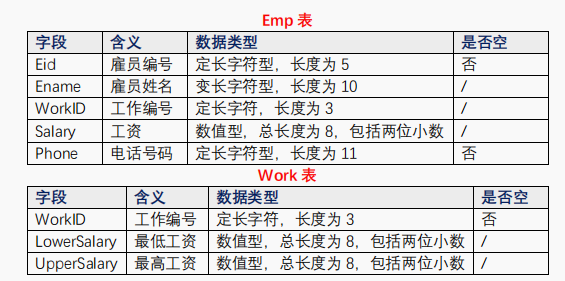 Emp 表
字段 含义 数据类型 是否空
Eid 雇员编号 定长字符型，长度为 5 否
Ename 雇员姓名 变长字符型，长度为 10 /
WorkID 工作编号 定长字符，长度为 3 /
Salary 工资 数值型，总长度为 8，包括两位小数 /
Phone 电话号码 定长字符型，长度为 11 否
Work 表
字段 含义 数据类型 是否空
WorkID 工作编号 定长字符，长度为 3 否
LowerSalary 最低工资 数值型，总长度为 8，包括两位小数 /
UpperSalary 最高工资 数值型，总长度为 8，包括两位小数 /